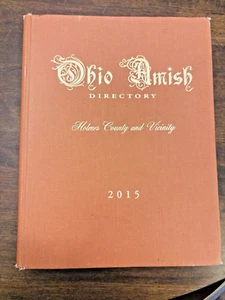 Ohio Amish
DIRECTORY
Holmes County and Vicinity
2015